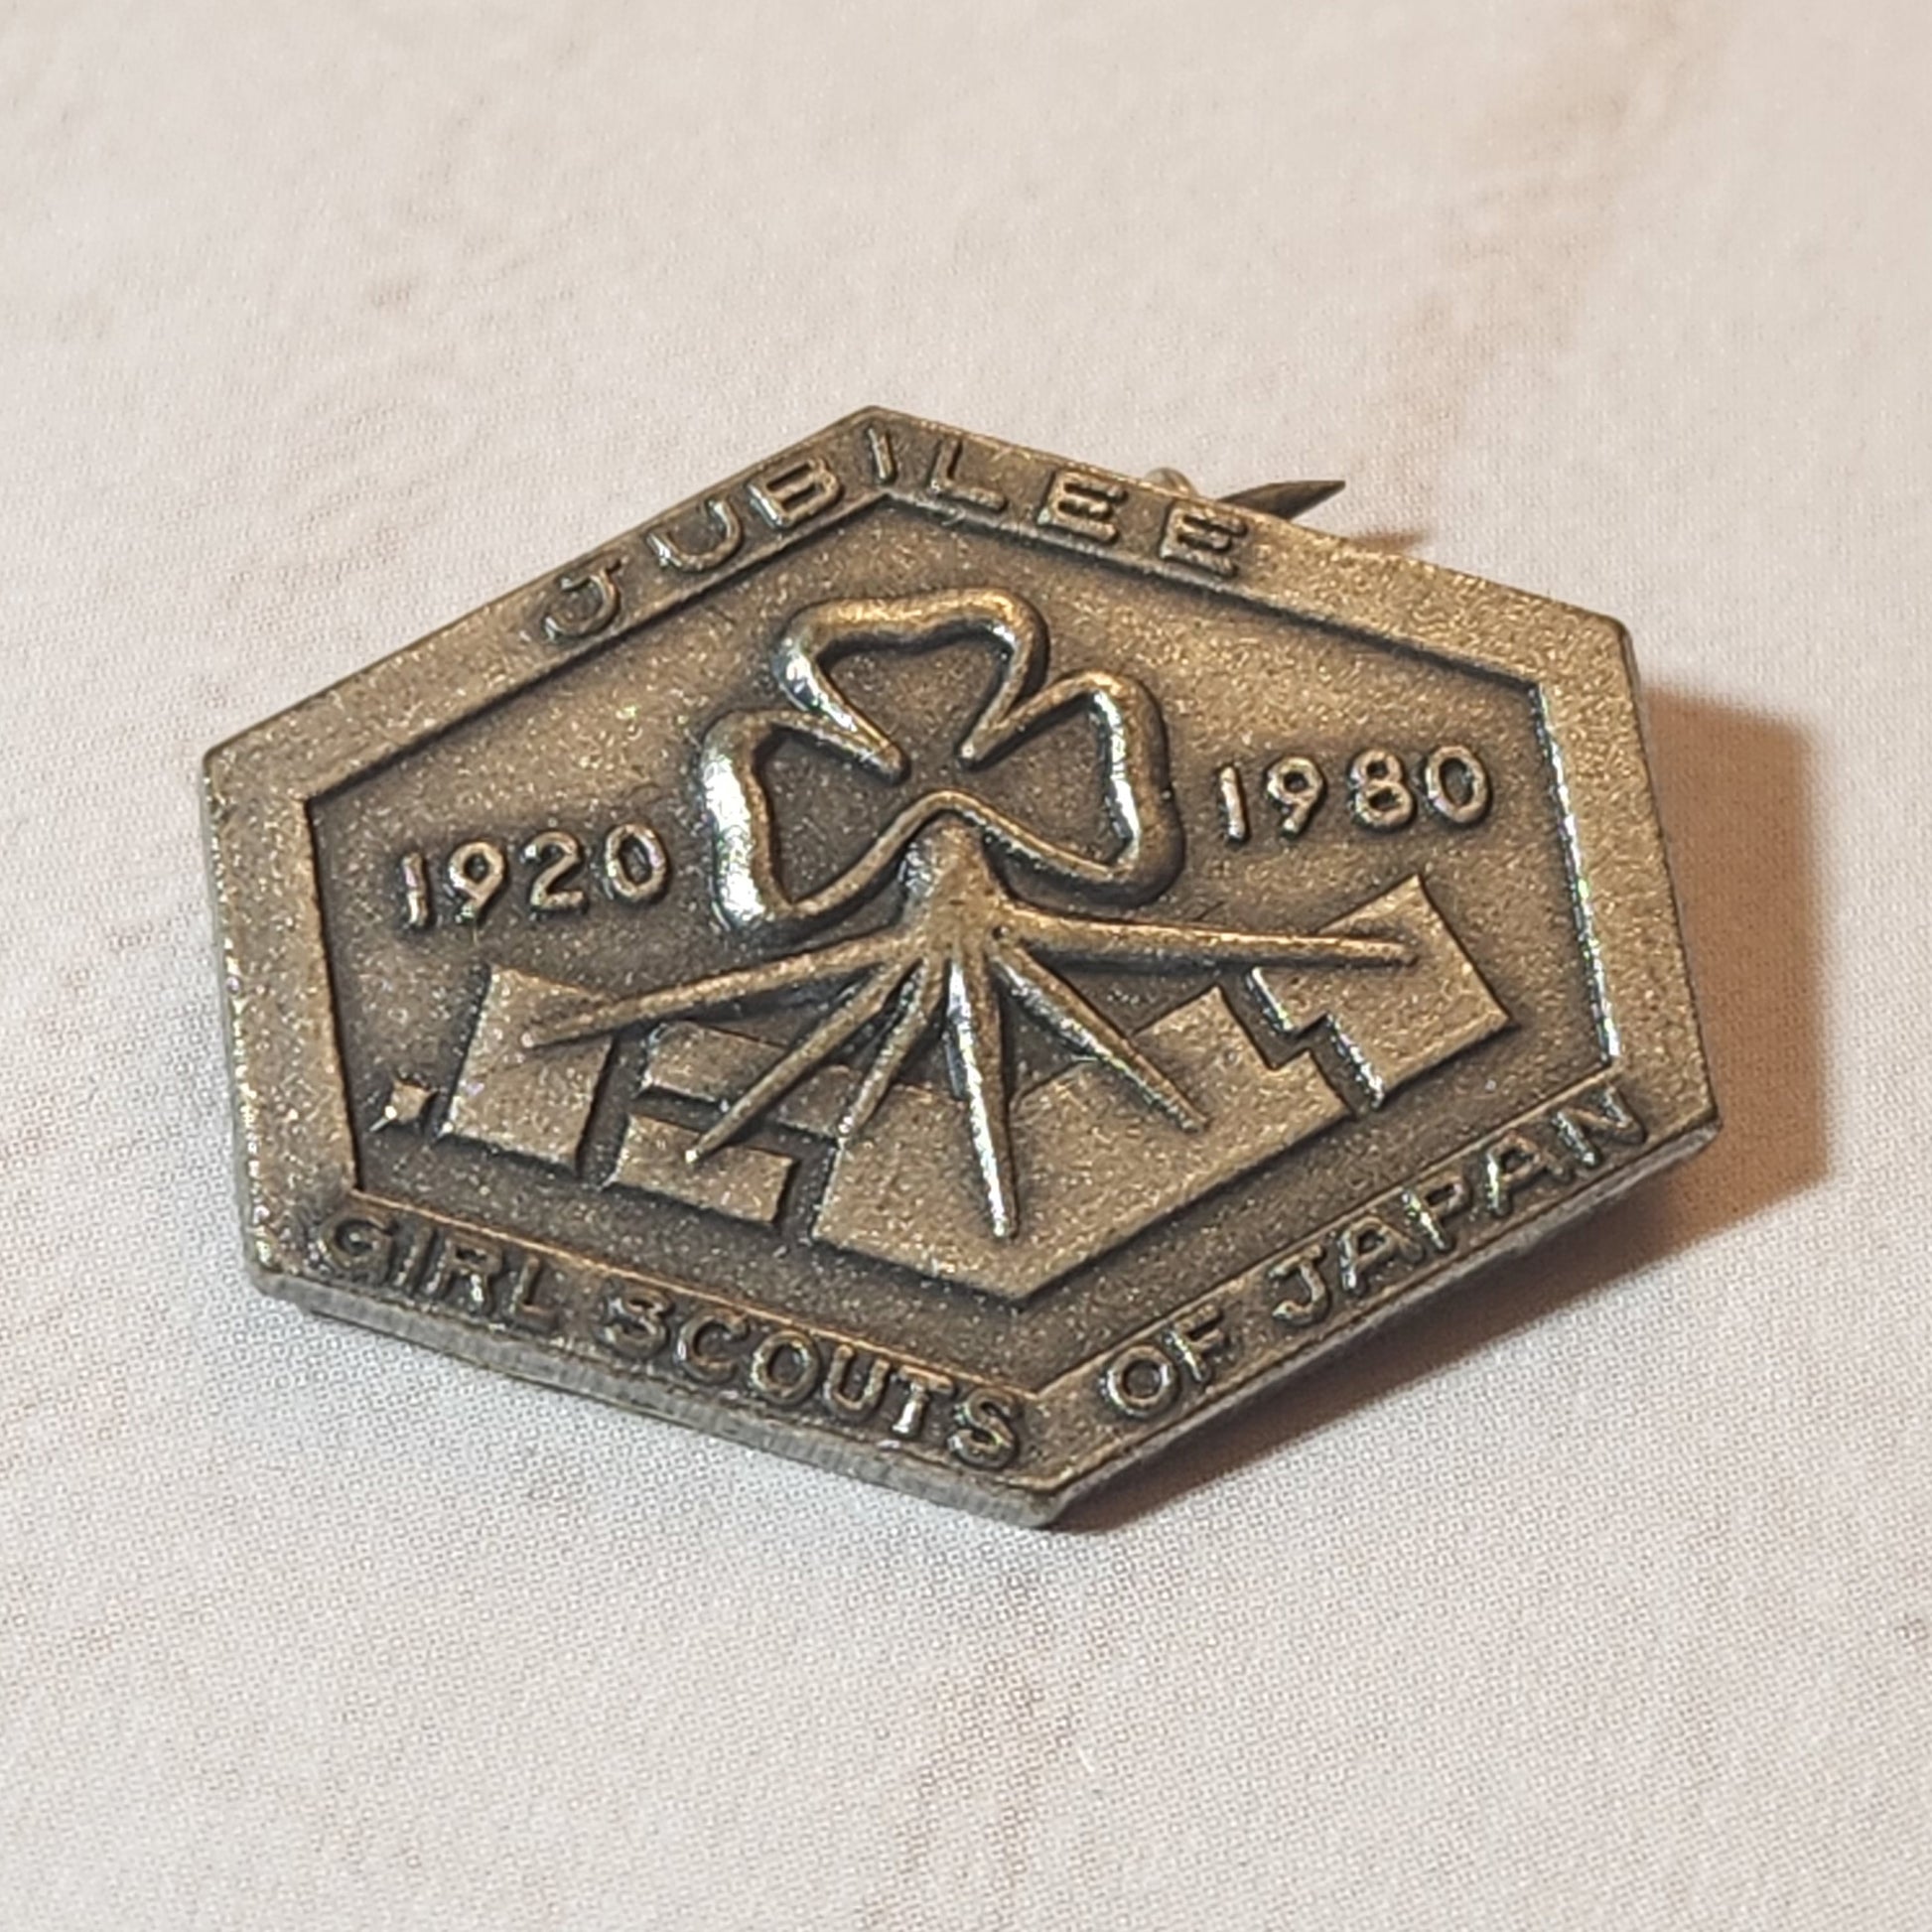 JUBILEE
1920
1980
GIRL SCOUTS OF JAPAN